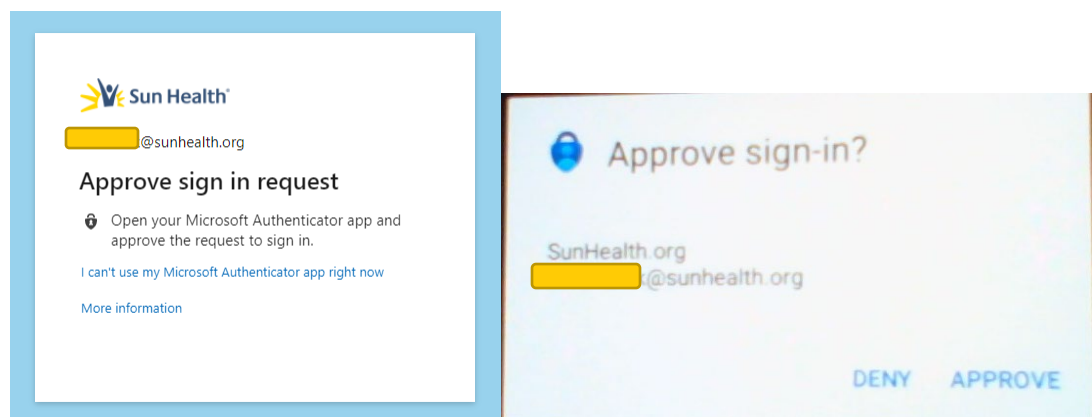 Sun Health
@sunhealth.org
Approve sign in request
Open your Microsoft Authenticator app and
approve the request to sign in.
I can't use my Microsoft Authenticator app right now
More information
Approve sign-in?
SunHealth.org
@sunhealth.org
DENY APPROVE